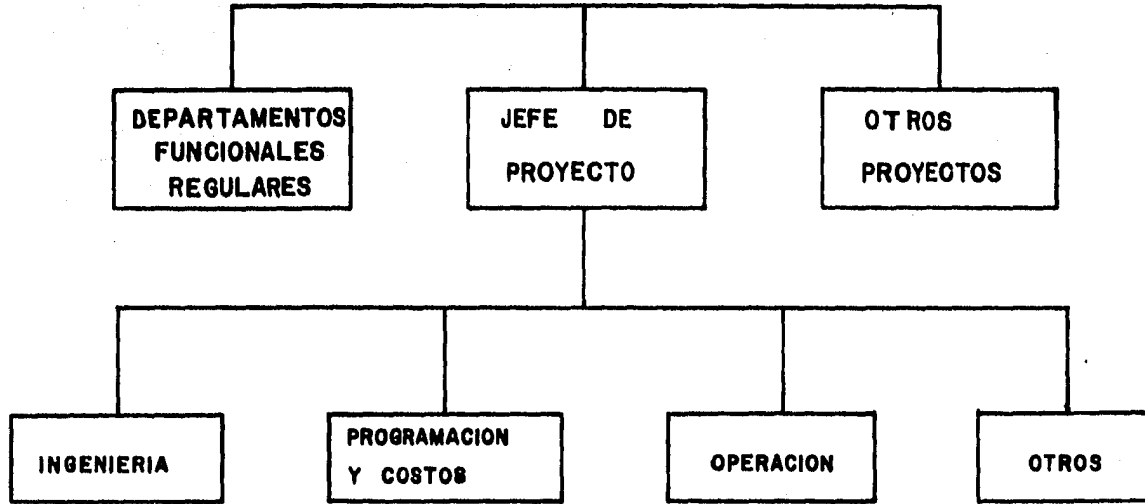 DEPARTAMENTOS
FUNCIONALES
REGULARES
JEFE DE
PROYECTO
OTROS
PROYECTOS
INGENIERIA
PROGRAMACION
Y COSTOS
OPERACION
OTROS